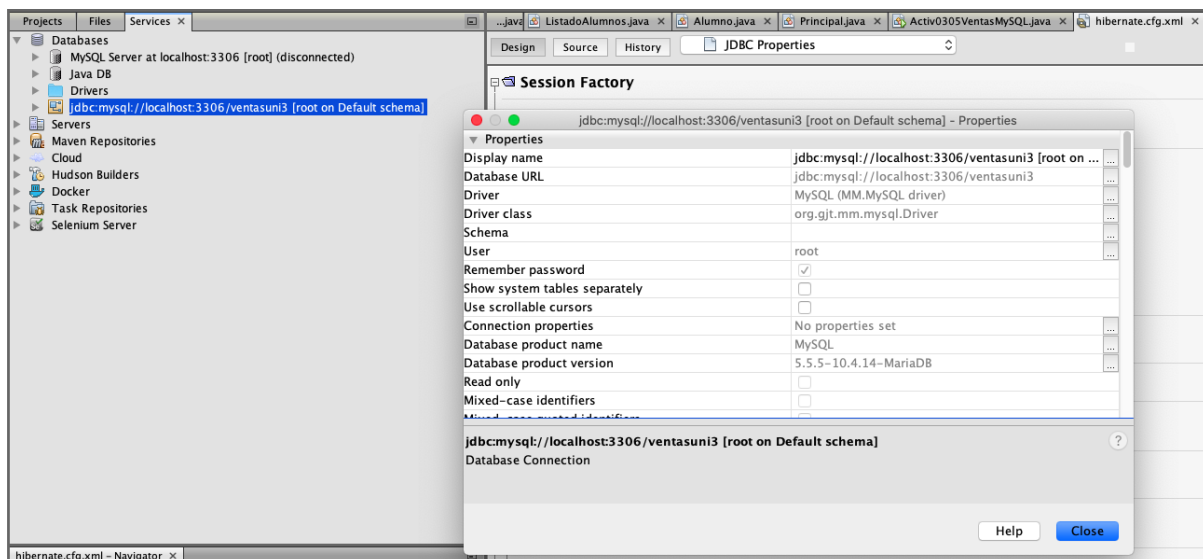 Projects Files Services ×
Databases
MySQL Server at localhost:3306 [root] (disconnected)
Java DB
Drivers
jdbc:mysql://localhost:3306/ventasuni3 [root on Default schema]
Servers
Maven Repositories
Cloud
Hudson Builders
Docker
Task Repositories
Selenium Server
hibernate.cfg.xml - Navigator ×
...java ListadoAlumnos.java × Alumno.java × Principal.java × Activ0305VentasMySQL.java × hibernate.cfg.xml ×
Design Source History JDBC Properties
Session Factory
jdbc:mysql://localhost:3306/ventasuni3 [root on Default schema] - Properties
Properties
Display name jdbc:mysql://localhost:3306/ventasuni3 [root on ... ...
Database URL jdbc:mysql://localhost:3306/ventasuni3 ...
Driver MySQL (MM.MySQL driver) ...
Driver class org.gjt.mm.mysql.Driver ...
Schema ...
User root ...
Remember password
Show system tables separately
Use scrollable cursors
Connection properties No properties set ...
Database product name MySQL ...
Database product version 5.5.5-10.4.14-MariaDB ...
Read only
Mixed-case identifiers
Mixed-case quoted identifiers
jdbc:mysql://localhost:3306/ventasuni3 [root on Default schema] ?
Database Connection
Help Close